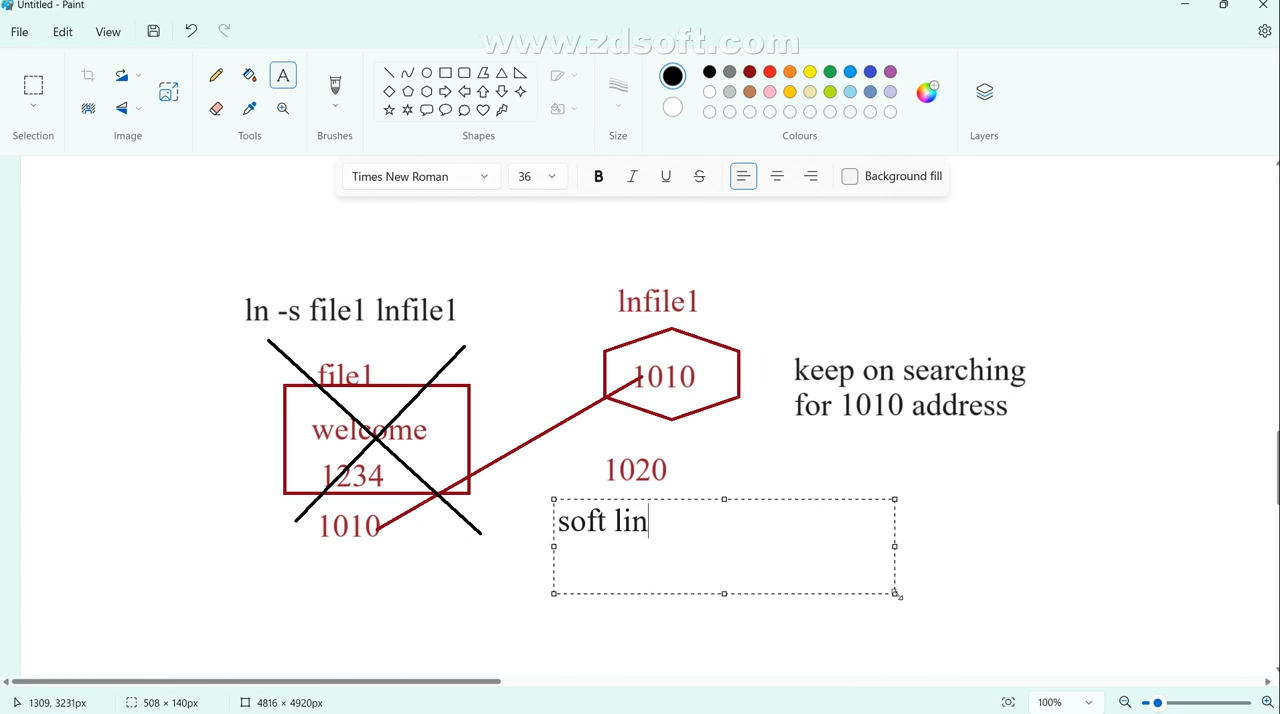 Untitled - Paint
File Edit View
www.zdsoft.com
Selection Image Tools Brushes Shapes Size Colours Layers
Times New Roman 36 B I U S Background fill
ln -s file1 lnfile1
lnfile1
file1
1010
keep on searching
for 1010 address
welcome
1234
1020
1010
soft lin
1309, 3231px 508 × 140px 4816 × 4920px 100%